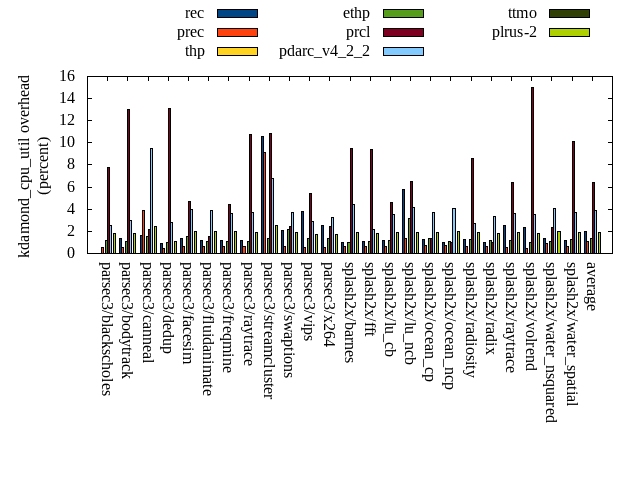 rec
prec
thp
ethp
prcl
pdarc_v4_2_2
ttmo
plrus-2
kdamond_cpu_util overhead
(percent)
16
14
12
10
8
6
4
2
0
parsec3/blackscholes
parsec3/bodytrack
parsec3/canneal
parsec3/dedup
parsec3/facesim
parsec3/fluidanimate
parsec3/freqmine
parsec3/raytrace
parsec3/streamcluster
parsec3/swaptions
parsec3/vips
parsec3/x264
splash2x/barnes
splash2x/fft
splash2x/lu_cb
splash2x/lu_ncb
splash2x/ocean_cp
splash2x/ocean_ncp
splash2x/radiosity
splash2x/radix
splash2x/raytrace
splash2x/volrend
splash2x/water_nsquared
splash2x/water_spatial
average